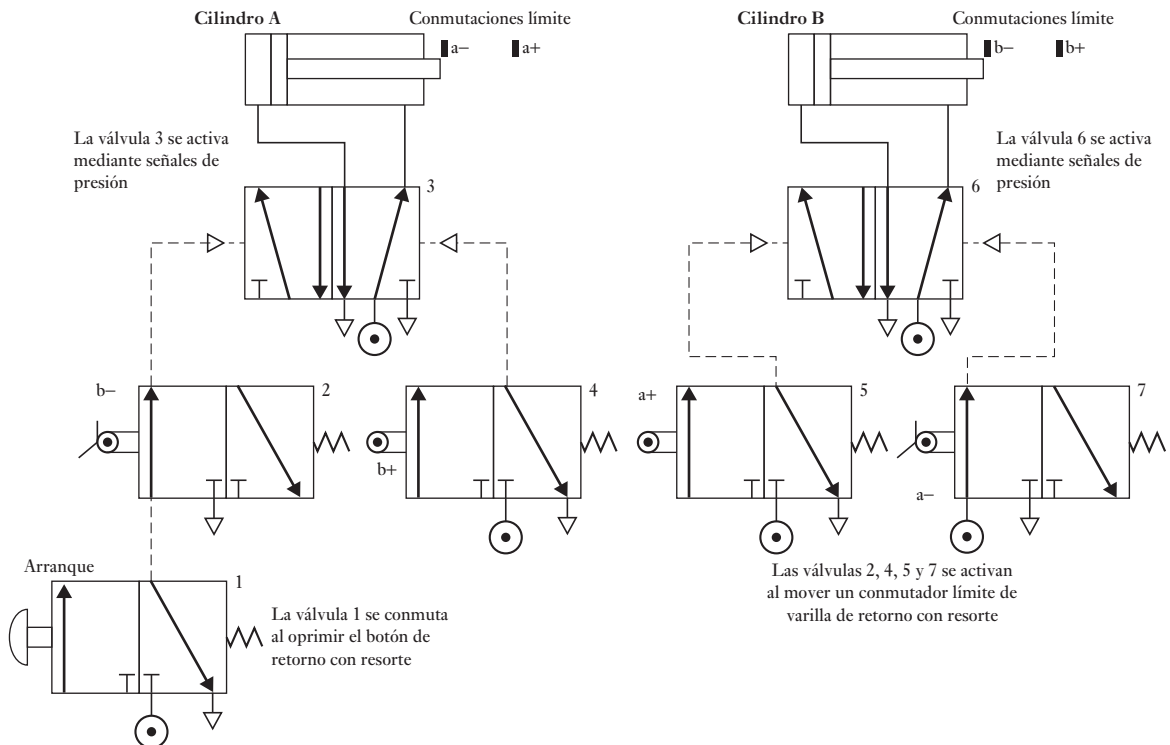 Cilindro A
Conmutaciones límite
a−
a+
La válvula 3 se activa
mediante señales de
presión
3
b−
2
b+
4
Arranque
1
La válvula 1 se conmuta
al oprimir el botón de
retorno con resorte
Cilindro B
Conmutaciones límite
b−
b+
La válvula 6 se activa
mediante señales de
presión
6
a+
5
a−
7
Las válvulas 2, 4, 5 y 7 se activan
al mover un conmutador límite de
varilla de retorno con resorte